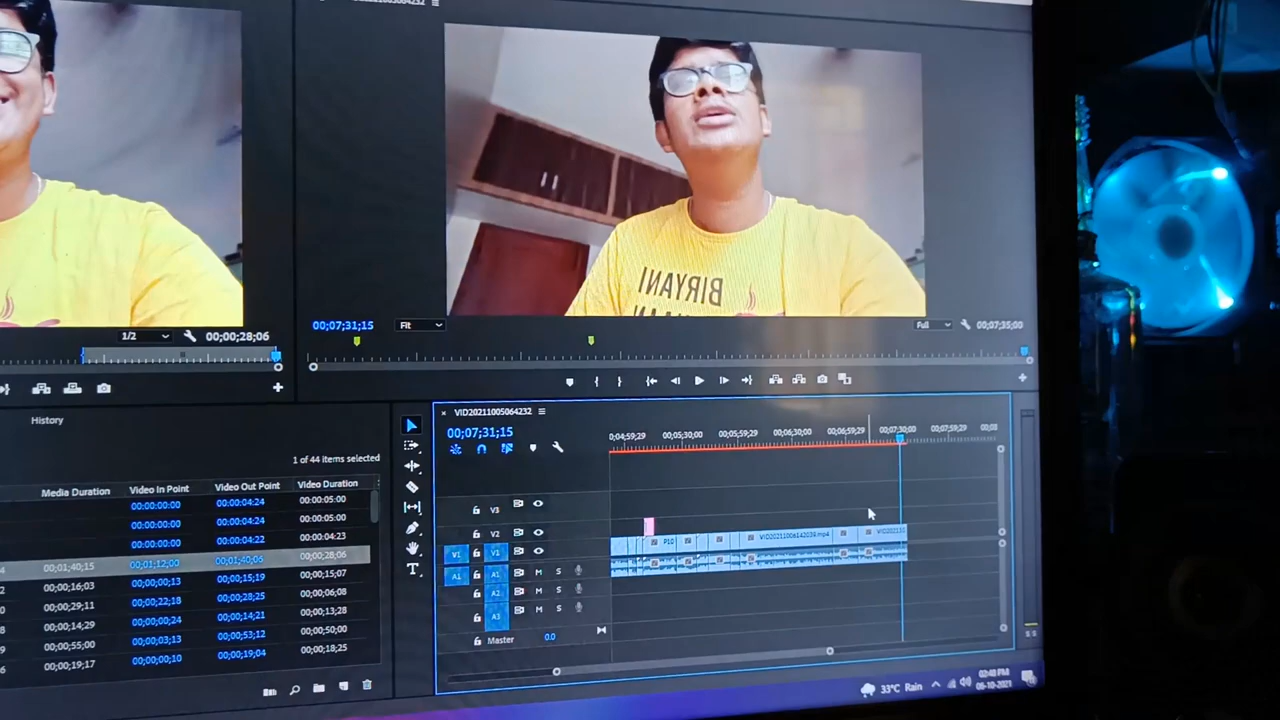 BIRYANI
00;07;31;15
Fit
Full
00;07;35;00
1/2
00;00;28;06
History
1 of 44 items selected
Media Duration
Video In Point
Video Out Point
Video Duration
00:00:00:00
00:00:04:24
00:00:05:00
00:00:00:00
00:00:04:24
00:00:05:00
00:00:00:00
00:00:04:22
00:00:04:23
00;01;40;15
00;01;12;00
00;01;40;05
00;00;28;06
00;00;16;03
00;00;00;13
00;00;15;19
00;00;15;07
00;00;29;11
00;00;22;18
00;00;28;25
00;00;06;08
00;00;14;29
00;00;00;24
00;00;14;21
00;00;13;28
00;00;55;00
00;00;03;13
00;00;53;12
00;00;50;00
00;00;19;17
00;00;00;10
00;00;19;04
00;00;18;25
VID20211005064232
00;07;31;15
0;04;59;29
00;05;30;00
00;05;59;29
00;06;30;00
00;06;59;29
00;07;30;00
00;07;59;29
V3
V2
V1
V1
A1
A1
M
S
A2
M
S
A3
M
S
Master
0.0
VID20211006142039.mp4
T
S S
33°C Rain
02:48 PM
06-10-2021